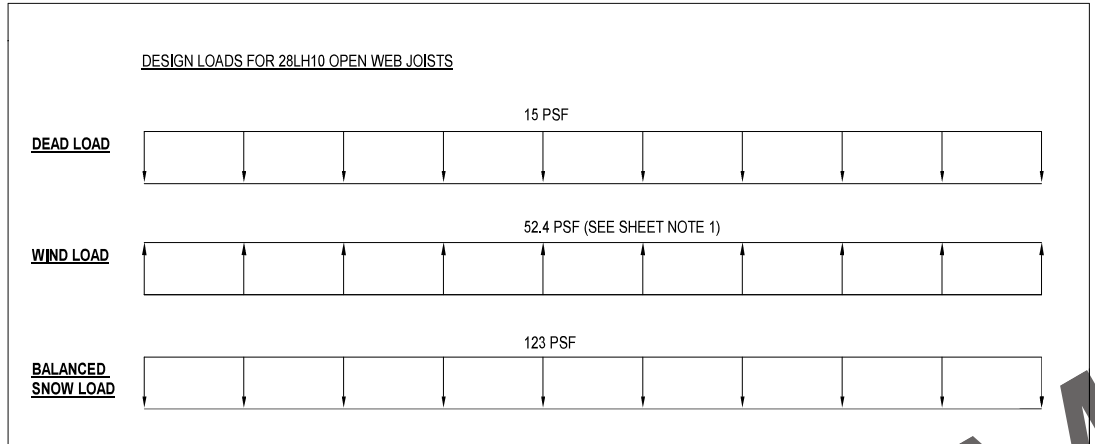 DESIGN LOADS FOR 28LH10 OPEN WEB JOISTS
15 PSF
DEAD LOAD
52.4 PSF (SEE SHEET NOTE 1)
WIND LOAD
123 PSF
BALANCED
SNOW LOAD